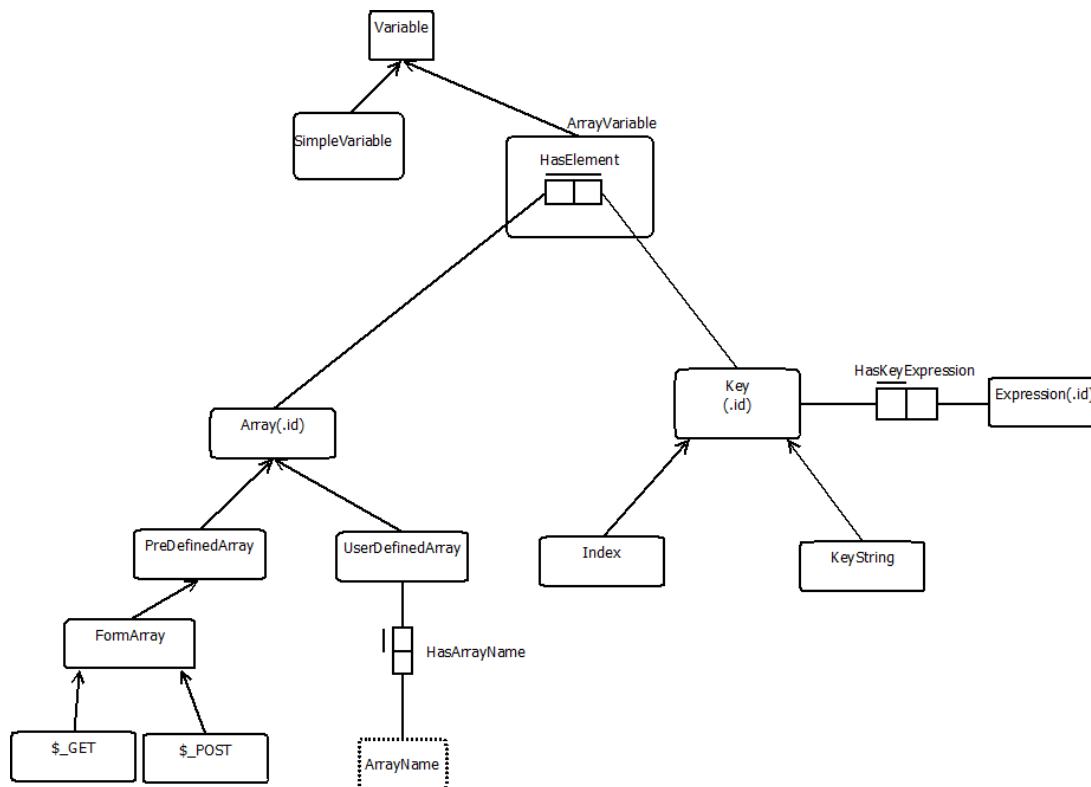 Variable
ArrayVariable
SimpleVariable
HasElement
HasKeyExpression
Key
(.id)
Expression(.id)
Array(.id)
PreDefinedArray
UserDefinedArray
Index
KeyString
FormArray
HasArrayName
$_GET
$_POST
ArrayName